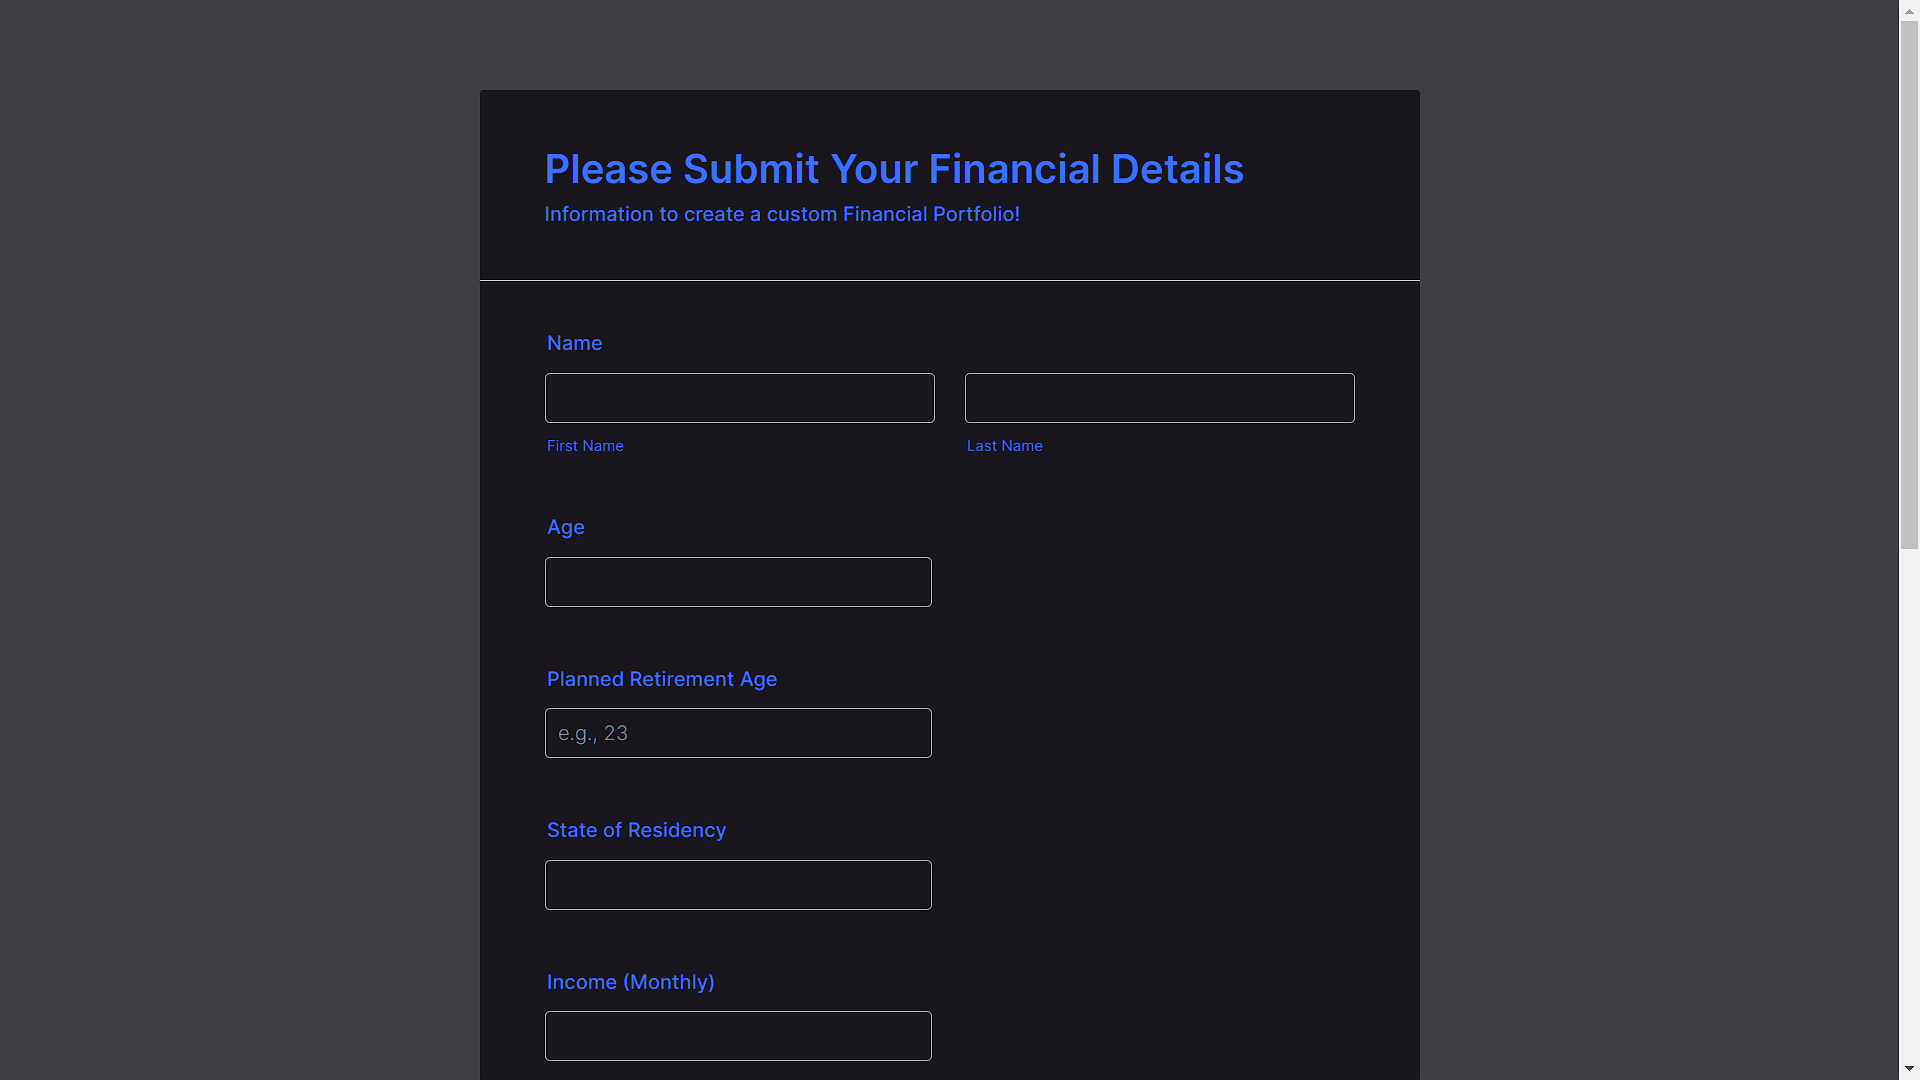 Please Submit Your Financial Details
Information to create a custom Financial Portfolio!
Name
First Name
Last Name
Age
Planned Retirement Age
e.g., 23
State of Residency
Income (Monthly)